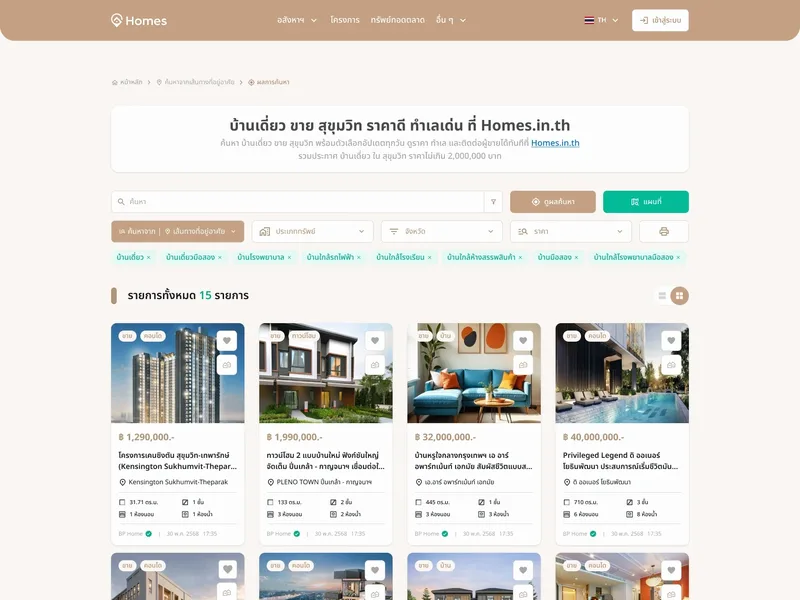 Homes
อสังหาฯ
โครงการ
ทรัพย์ทอดตลาด
อื่น ๆ
TH
เข้าสู่ระบบ
หน้าหลัก
ค้นหาจากเส้นทางที่อยู่อาศัย
ผลการค้นหา
บ้านเดี่ยว ขาย สุขุมวิท ราคาดี ทำเลเด่น ที่ Homes.in.th
ค้นหา บ้านเดี่ยว ขาย สุขุมวิท พร้อมตัวเลือกอัปเดตทุกวัน ดูราคา ทำเล และติดต่อผู้ขายได้ทันทีที่ Homes.in.th
รวมประกาศ บ้านเดี่ยว ใน สุขุมวิท ราคาไม่เกิน 2,000,000 บาท
ค้นหา
ดูผลค้นหา
แผนที่
ค้นหาจาก | เส้นทางที่อยู่อาศัย
ประเภททรัพย์
จังหวัด
ราคา
บ้านเดี่ยว ×
บ้านเดี่ยวมือสอง ×
บ้านโรงพยาบาล ×
บ้านใกล้รถไฟฟ้า ×
บ้านใกล้โรงเรียน ×
บ้านใกล้ห้างสรรพสินค้า ×
บ้านมือสอง ×
บ้านใกล้โรงพยาบาลมือสอง ×
รายการทั้งหมด 15 รายการ
ขาย คอนโด
฿ 1,290,000.-
โครงการเคนซิงตัน สุขุมวิท-เทพารักษ์
(Kensington Sukhumvit-Thepar...
Kensington Sukhumvit-Theparak
31.71 ตร.ม.
1 ชั้น
1 ห้องนอน
1 ห้องน้ำ
BP Home | 30 พ.ค. 2568 17:35
ขาย ทาวน์โฮม
฿ 1,990,000.-
ทาวน์โฮม 2 แบบบ้านใหม่ ฟังก์ชันใหญ่
จัดเต็ม ปิ่นเกล้า - กาญจนาฯ เชื่อมต่อใ...
PLENO TOWN ปิ่นเกล้า - กาญจนาฯ
133 ตร.ม.
2 ชั้น
3 ห้องนอน
2 ห้องน้ำ
BP Home | 30 พ.ค. 2568 17:35
ขาย บ้าน
฿ 32,000,000.-
บ้านหรูใจกลางกรุงเทพฯ เอ อาร์
อพาร์ทเม้นท์ เอกมัย สัมผัสชีวิตแบบส...
เอ.อาร์ อพาร์ทเม้นท์ เอกมัย
445 ตร.ม.
1 ชั้น
3 ห้องนอน
3 ห้องน้ำ
BP Home | 30 พ.ค. 2568 17:35
ขาย คอนโด
฿ 40,000,000.-
Privileged Legend ดิ ออเนอร์
โยธินพัฒนา ประสบการณ์เริ่มชีวิตมัน...
ดิ ออเนอร์ โยธินพัฒนา
710 ตร.ม.
3 ชั้น
6 ห้องนอน
8 ห้องน้ำ
BP Home | 30 พ.ค. 2568 17:35
ขาย คอนโด
ขาย คอนโด
ขาย บ้าน
ขาย คอนโด